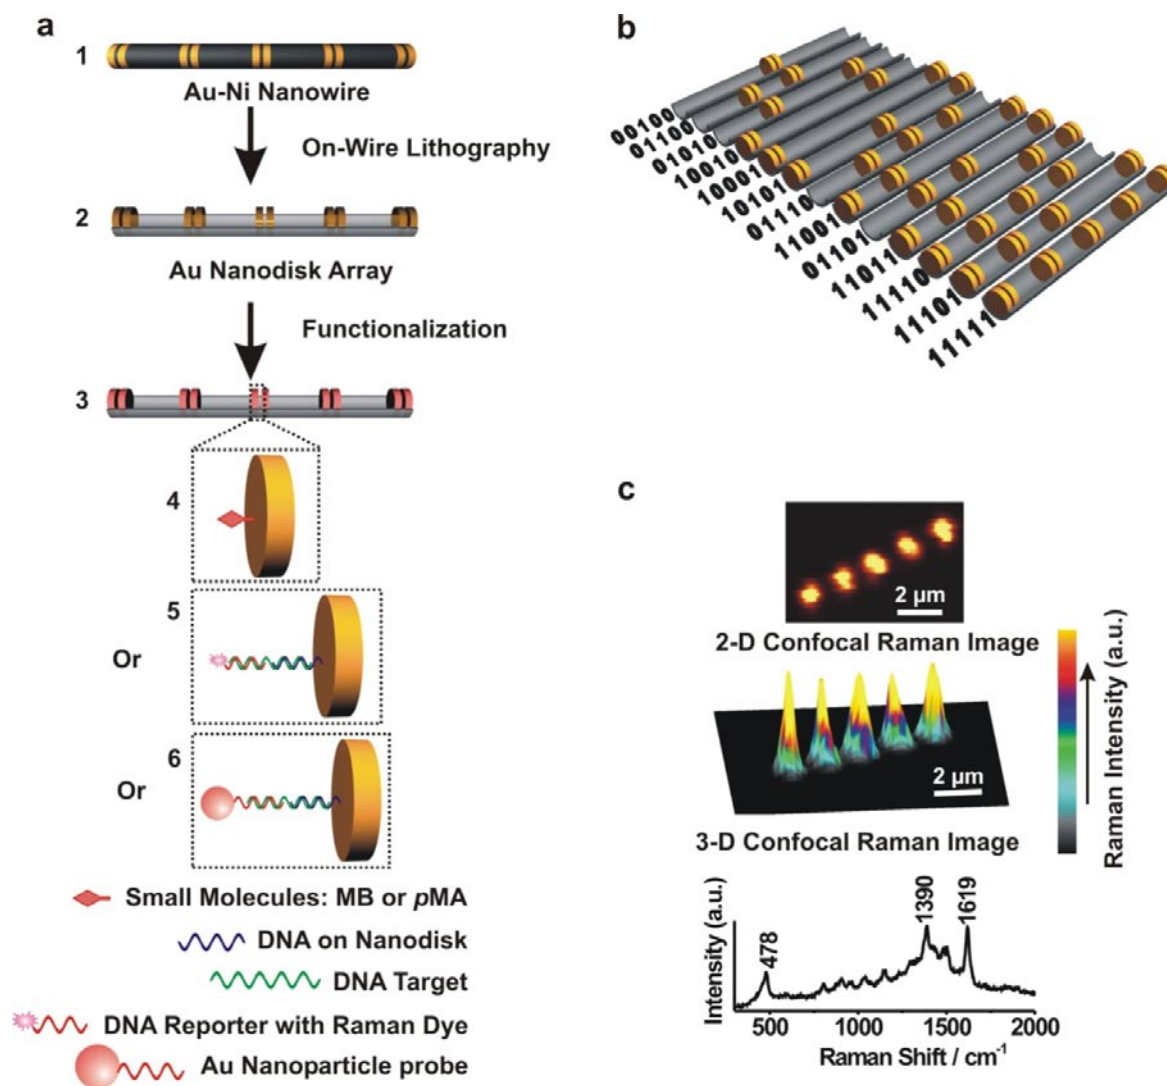 a
1
Au-Ni Nanowire
On-Wire Lithography
2
Au Nanodisk Array
Functionalization
3
4
5
Or
6
Or
Small Molecules: MB or pMA
DNA on Nanodisk
DNA Target
DNA Reporter with Raman Dye
Au Nanoparticle probe
b
00100
01100
01010
10010
10001
10101
01110
11001
01101
11011
11110
11101
11111
c
2 µm
2-D Confocal Raman Image
2 µm
3-D Confocal Raman Image
Raman Intensity (a.u.)
Intensity (a.u.)
478
1390
1619
500 1000 1500 2000
Raman Shift / cm⁻¹